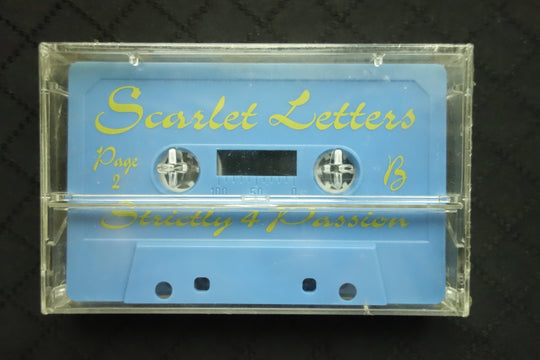 Scarlet Letters
Page
2
B
100 50 0
Strictly 4 Passion